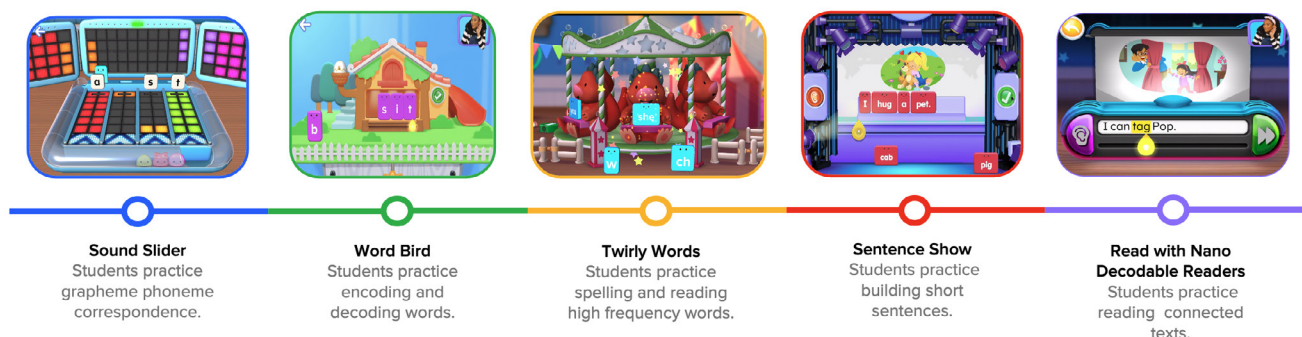 a s t
s i t
b
she
w ch
I hug a pet.
cab
pig
I can tag Pop.
Sound Slider
Students practice
grapheme phoneme
correspondence.
Word Bird
Students practice
encoding and
decoding words.
Twirly Words
Students practice
spelling and reading
high frequency words.
Sentence Show
Students practice
building short
sentences.
Read with Nano
Decodable Readers
Students practice
reading connected
texts.